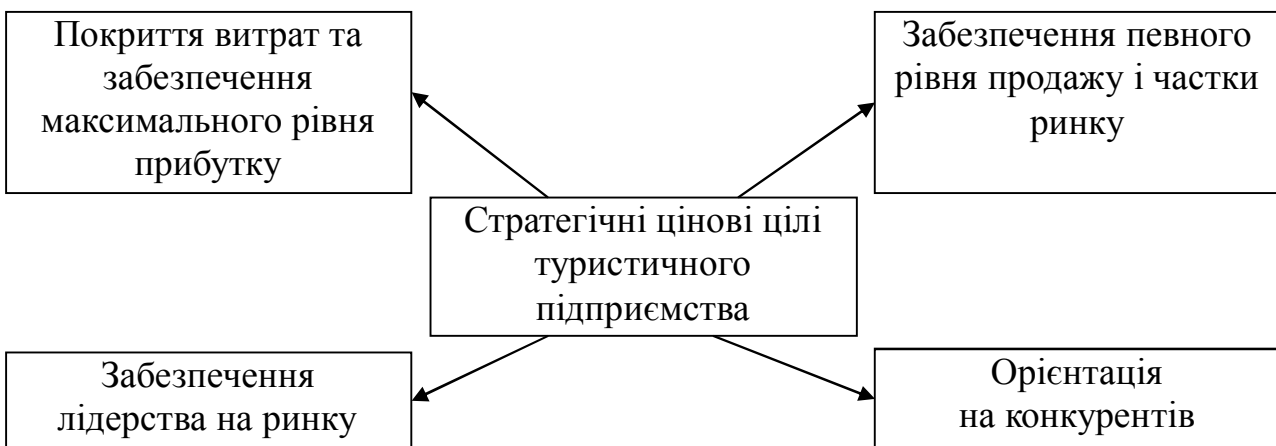 Покриття витрат та
забезпечення
максимального рівня
прибутку
Забезпечення певного
рівня продажу і частки
ринку
Стратегічні цінові цілі
туристичного
підприємства
Забезпечення
лідерства на ринку
Орієнтація
на конкурентів